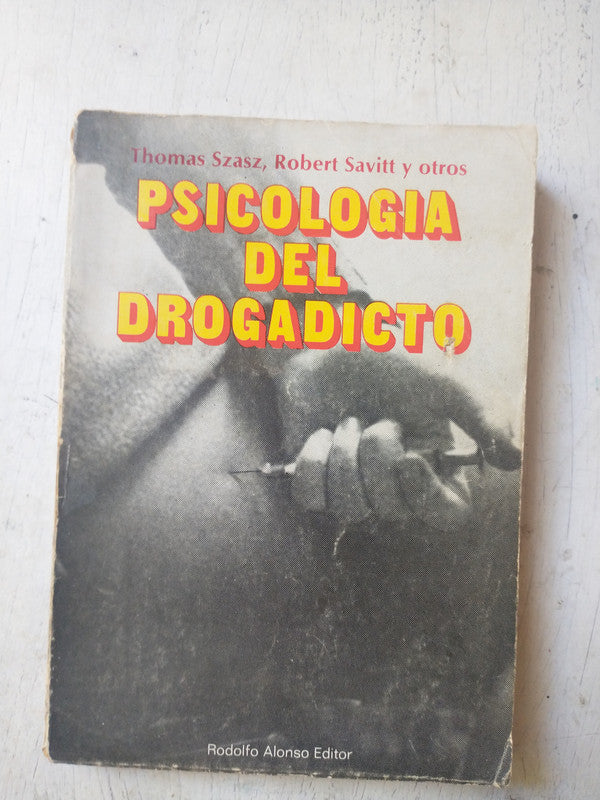 Thomas Szasz, Robert Savitt y otros
PSICOLOGIA
DEL
DROGADICTO
Rodolfo Alonso Editor